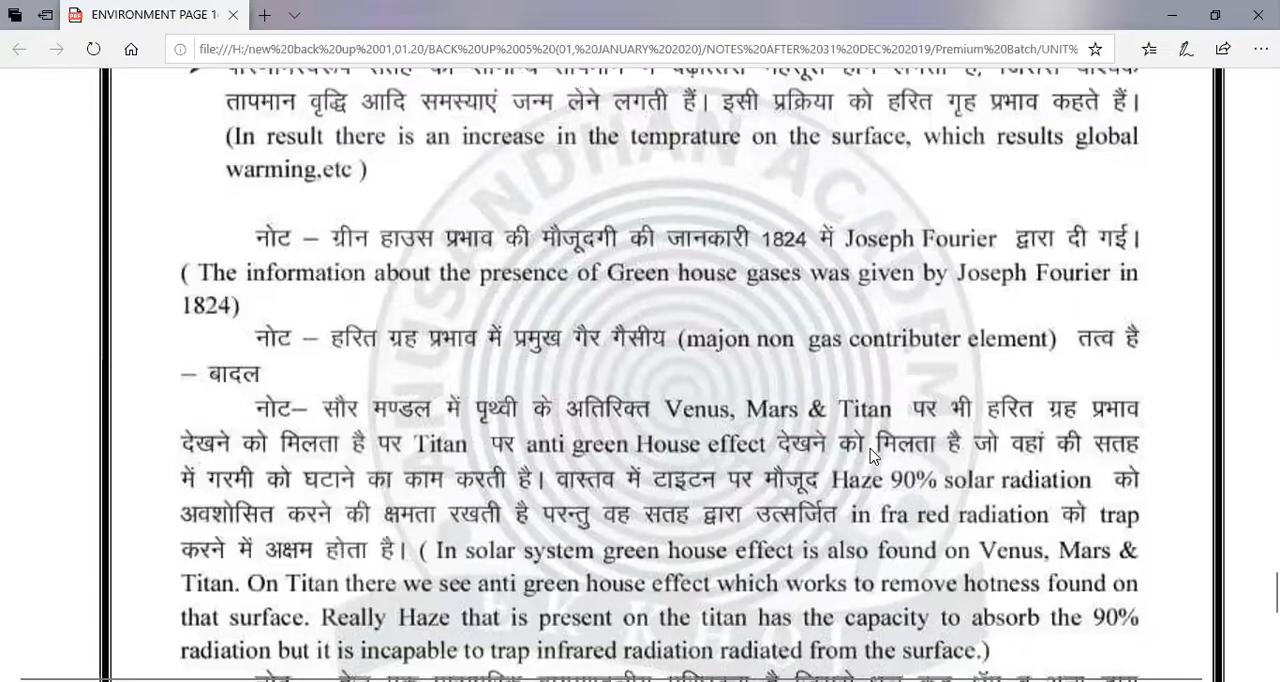 ENVIRONMENT PAGE 1
file:///H:/new%20back%20up%2001,01.20/BACK%20UP%2005%20(01,%20JANUARY%202020)/NOTES%20AFTER%2031%20DEC%202019/Premium%20Batch/UNIT%
तापमान वृद्धि आदि समस्याएं जन्म लेने लगती हैं। इसी प्रक्रिया को हरित गृह प्रभाव कहते हैं।
(In result there is an increase in the temprature on the surface, which results global
warming,etc )
नोट – ग्रीन हाउस प्रभाव की मौजूदगी की जानकारी 1824 में Joseph Fourier द्वारा दी गई।
( The information about the presence of Green house gases was given by Joseph Fourier in
1824)
नोट – हरित ग्रह प्रभाव में प्रमुख गैर गैसीय (majon non gas contributer element) तत्व है
– बादल
नोट– सौर मण्डल में पृथ्वी के अतिरिक्त Venus, Mars & Titan पर भी हरित ग्रह प्रभाव
देखने को मिलता है पर Titan पर anti green House effect देखने को मिलता है जो वहां की सतह
में गरमी को घटाने का काम करती है। वास्तव में टाइटन पर मौजूद Haze 90% solar radiation को
अवशोसित करने की क्षमता रखती है परन्तु वह सतह द्वारा उत्सर्जित in fra red radiation को trap
करने में अक्षम होता है। ( In solar system green house effect is also found on Venus, Mars &
Titan. On Titan there we see anti green house effect which works to remove hotness found on
that surface. Really Haze that is present on the titan has the capacity to absorb the 90%
radiation but it is incapable to trap infrared radiation radiated from the surface.)